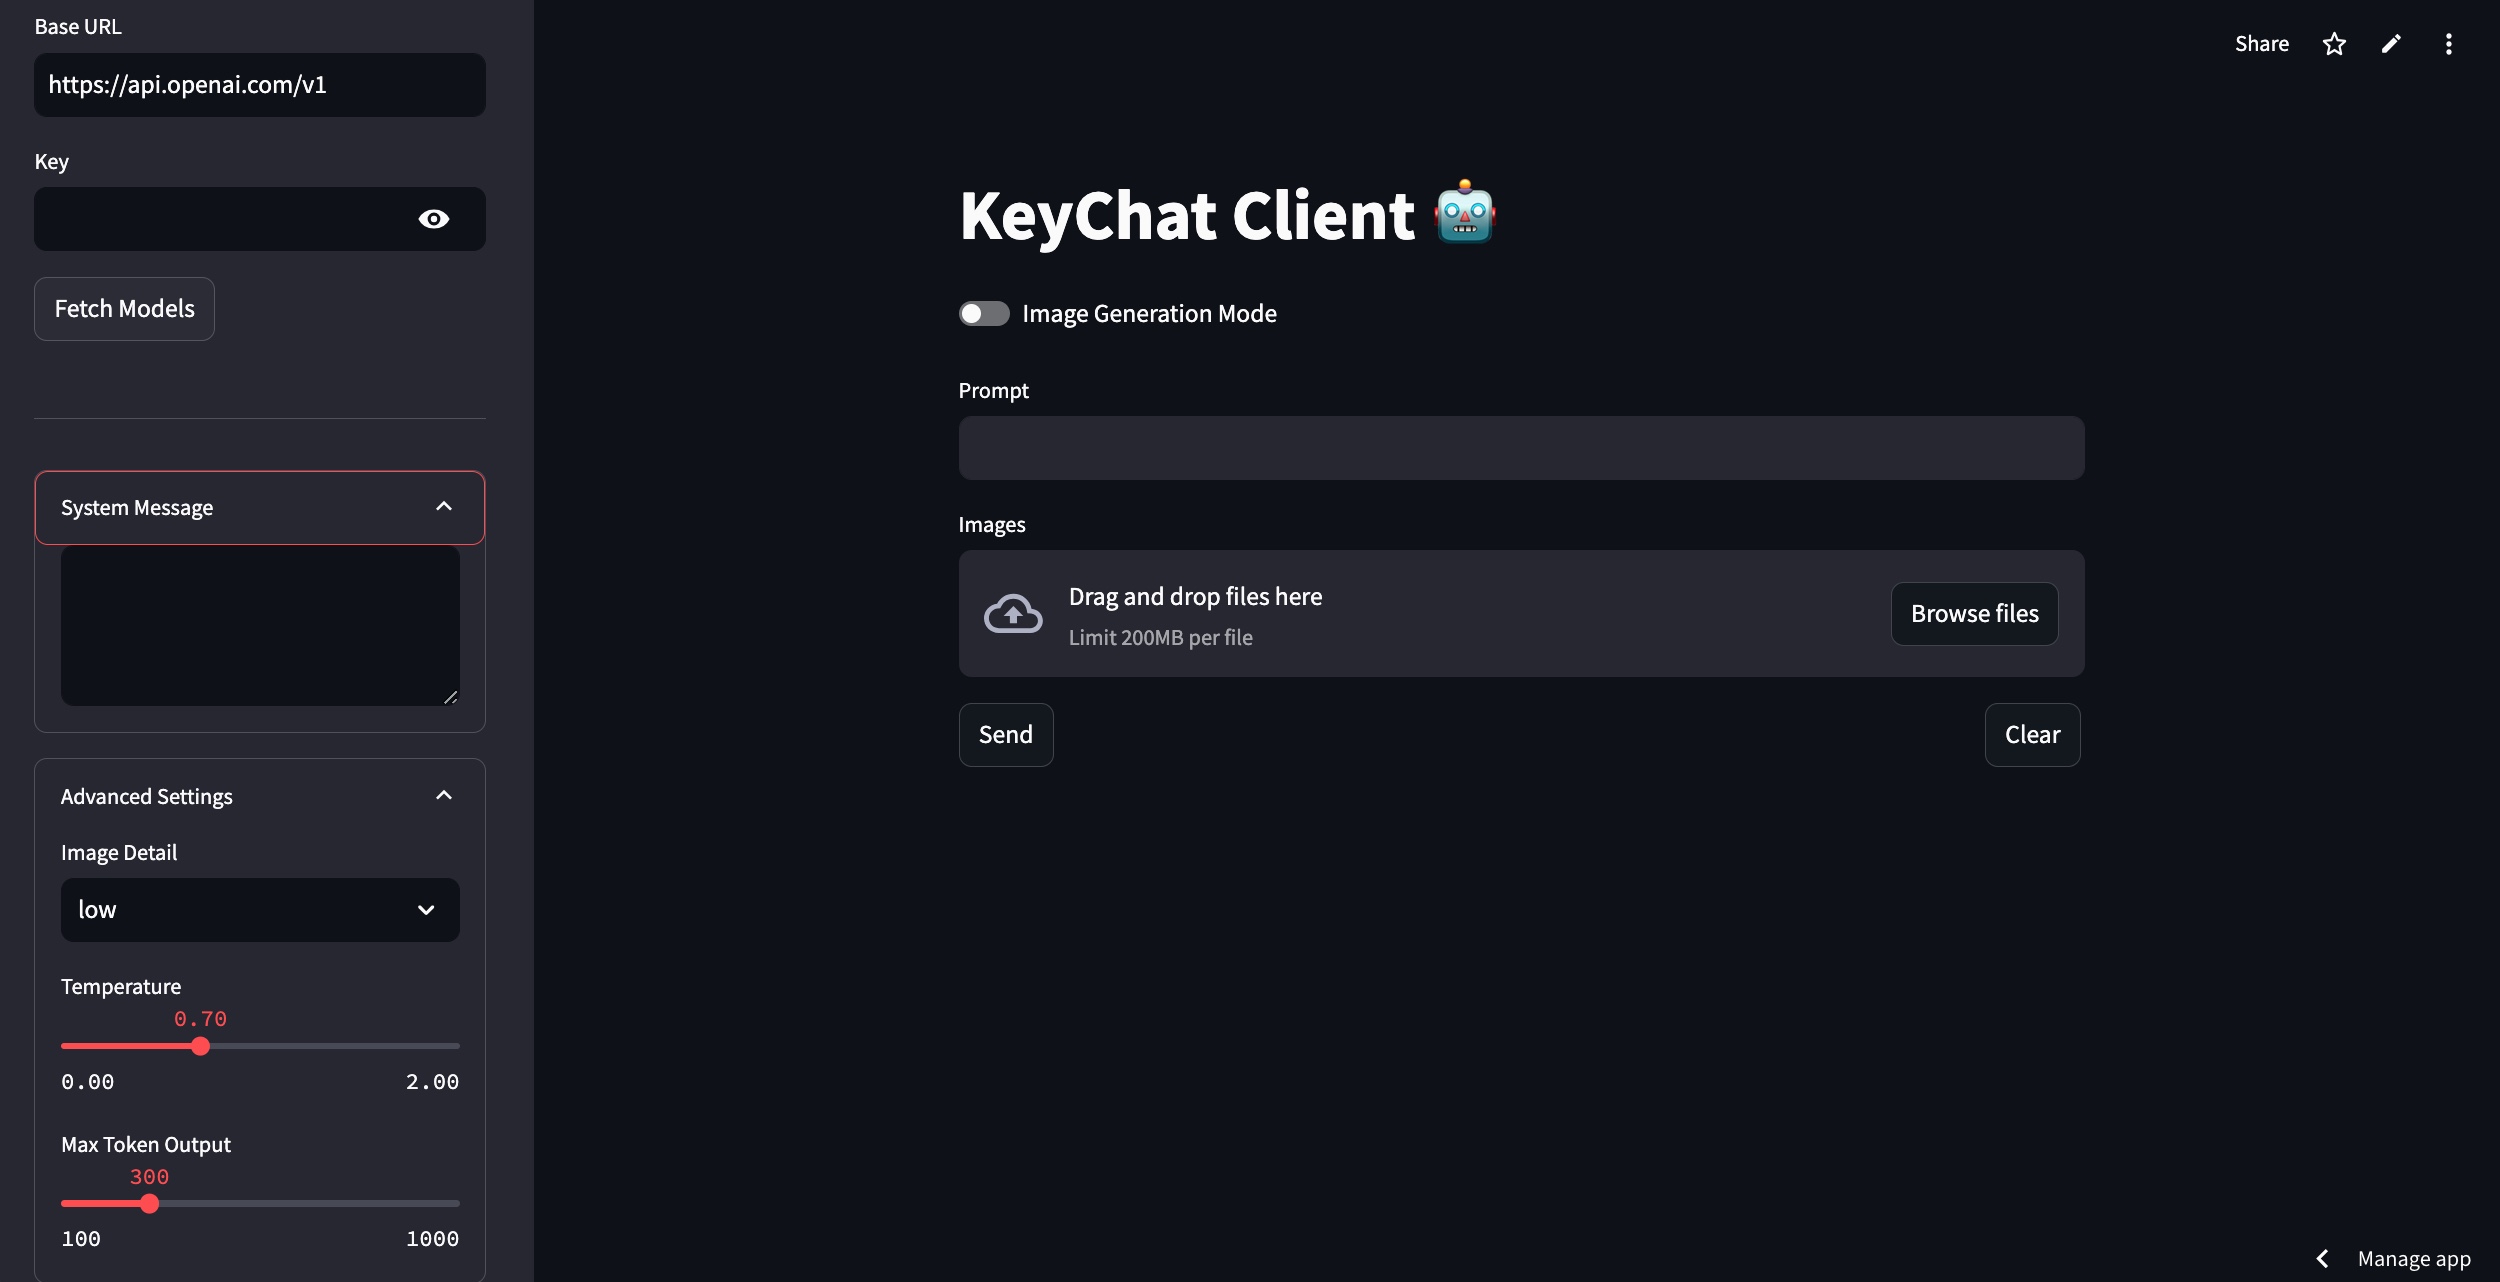 Base URL
https://api.openai.com/v1
Key
Fetch Models
System Message
Advanced Settings
Image Detail
low
Temperature
0.70
0.00 2.00
Max Token Output
300
100 1000
Share
KeyChat Client
Image Generation Mode
Prompt
Images
Drag and drop files here
Limit 200MB per file
Browse files
Send Clear
Manage app